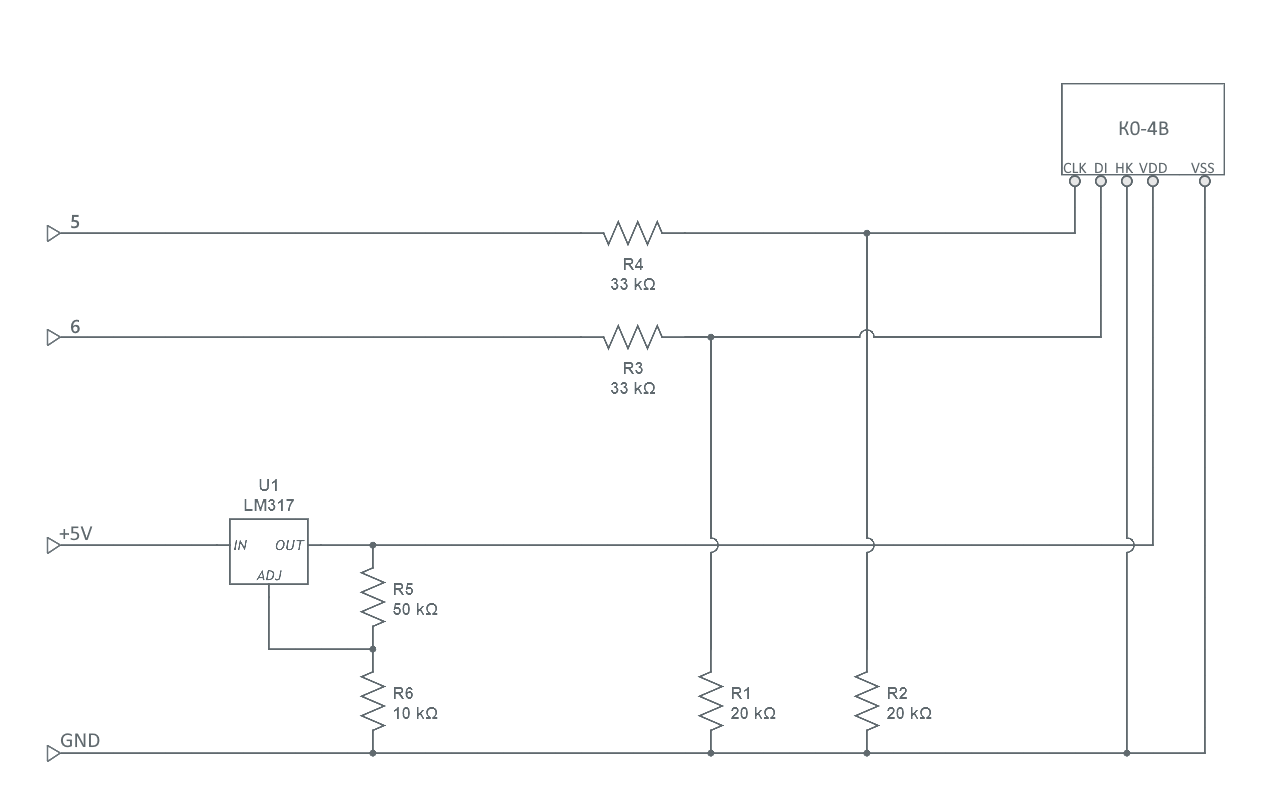 K0-4B
CLK DI HK VDD VSS
5
R4
33 kΩ
6
R3
33 kΩ
U1
LM317
+5V
IN OUT
ADJ
R5
50 kΩ
R6
10 kΩ
R1
20 kΩ
R2
20 kΩ
GND